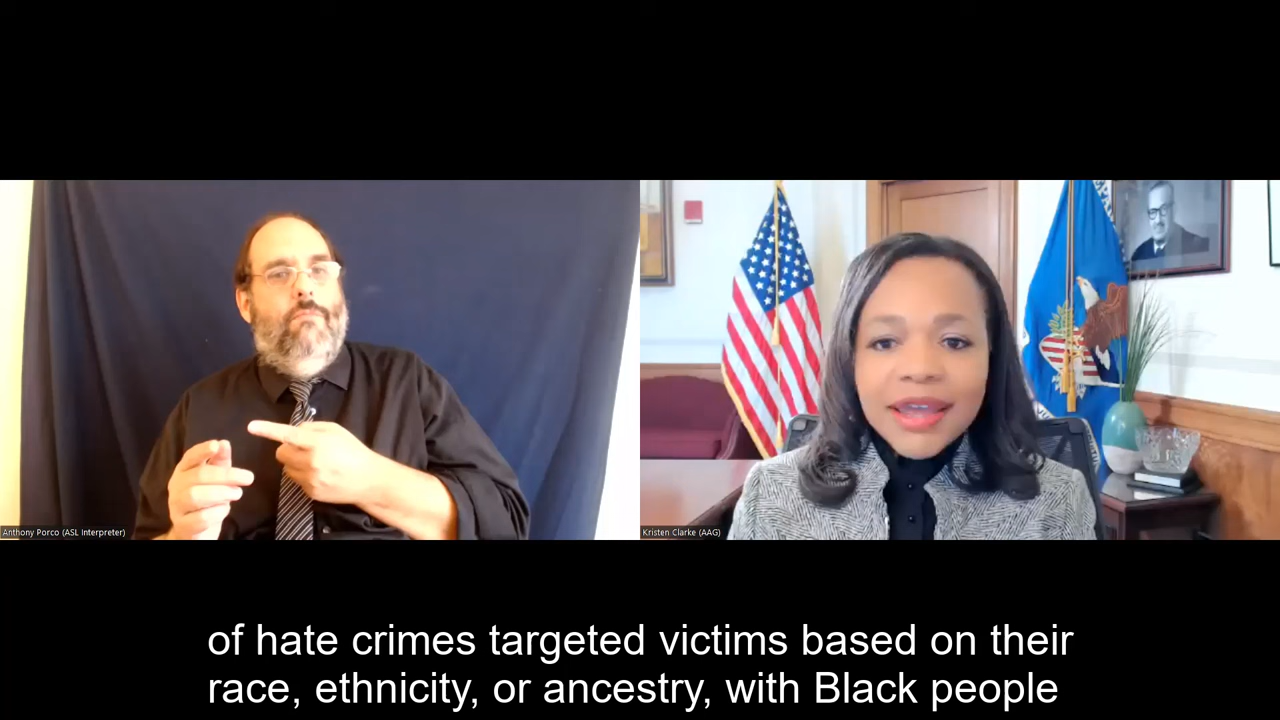 Anthony Porco (ASL Interpreter)
Kristen Clarke (AAG)
of hate crimes targeted victims based on their
race, ethnicity, or ancestry, with Black people